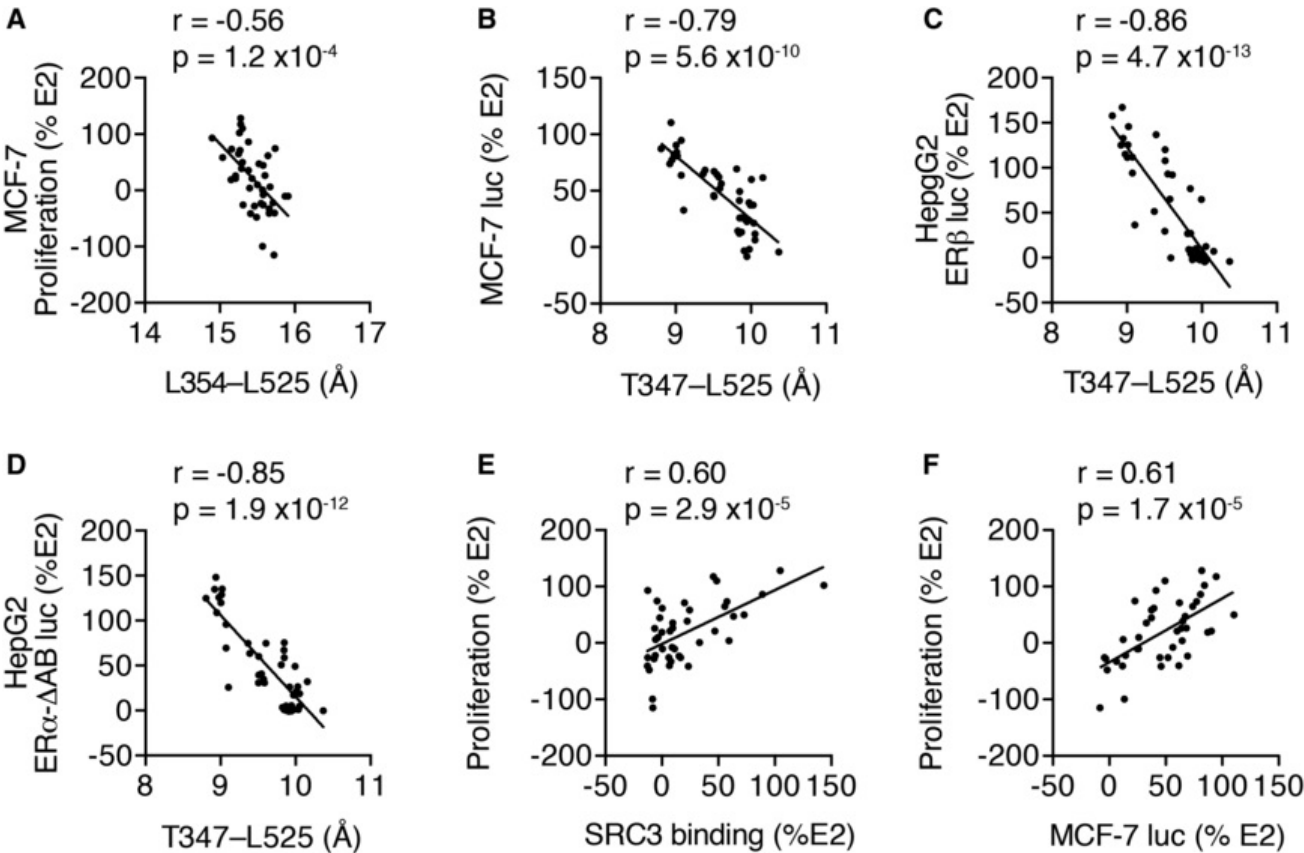 A
r = -0.56
p = 1.2 x10-4
MCF-7
Proliferation (% E2)
200
100
0
-100
-200
14 15 16 17
L354–L525 (Å)
B
r = -0.79
p = 5.6 x10-10
MCF-7 luc (% E2)
150
100
50
0
-50
8 9 10 11
T347–L525 (Å)
C
r = -0.86
p = 4.7 x10-13
HepgG2
ERβ luc (% E2)
200
150
100
50
0
-50
8 9 10 11
T347–L525 (Å)
D
r = -0.85
p = 1.9 x10-12
HepG2
ERα-ΔAB luc (%E2)
200
150
100
50
0
-50
8 9 10 11
T347–L525 (Å)
E
r = 0.60
p = 2.9 x10-5
Proliferation (% E2)
200
100
0
-100
-200
-50 0 50 100 150
SRC3 binding (%E2)
F
r = 0.61
p = 1.7 x10-5
Proliferation (% E2)
200
100
0
-100
-200
-50 0 50 100 150
MCF-7 luc (% E2)